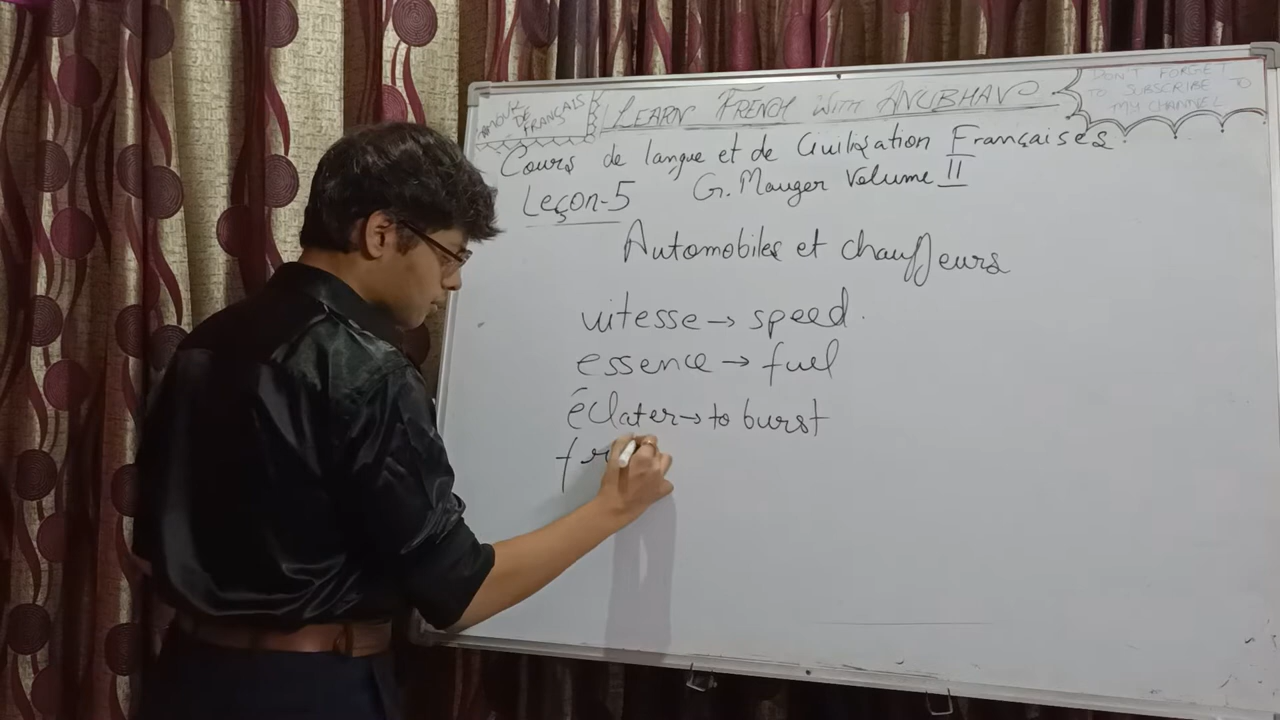 AMOUR DE FRANÇAIS
LEARN FRENCH WITH ANUBHAV
DON'T FORGET TO SUBSCRIBE TO MY CHANNEL
Cours de langue et de Civilisation Françaises.
Leçon-5 G. Mauger Volume II
Automobiles et chauffeurs
vitesse → speed.
essence → fuel
éclater → to burst
fr